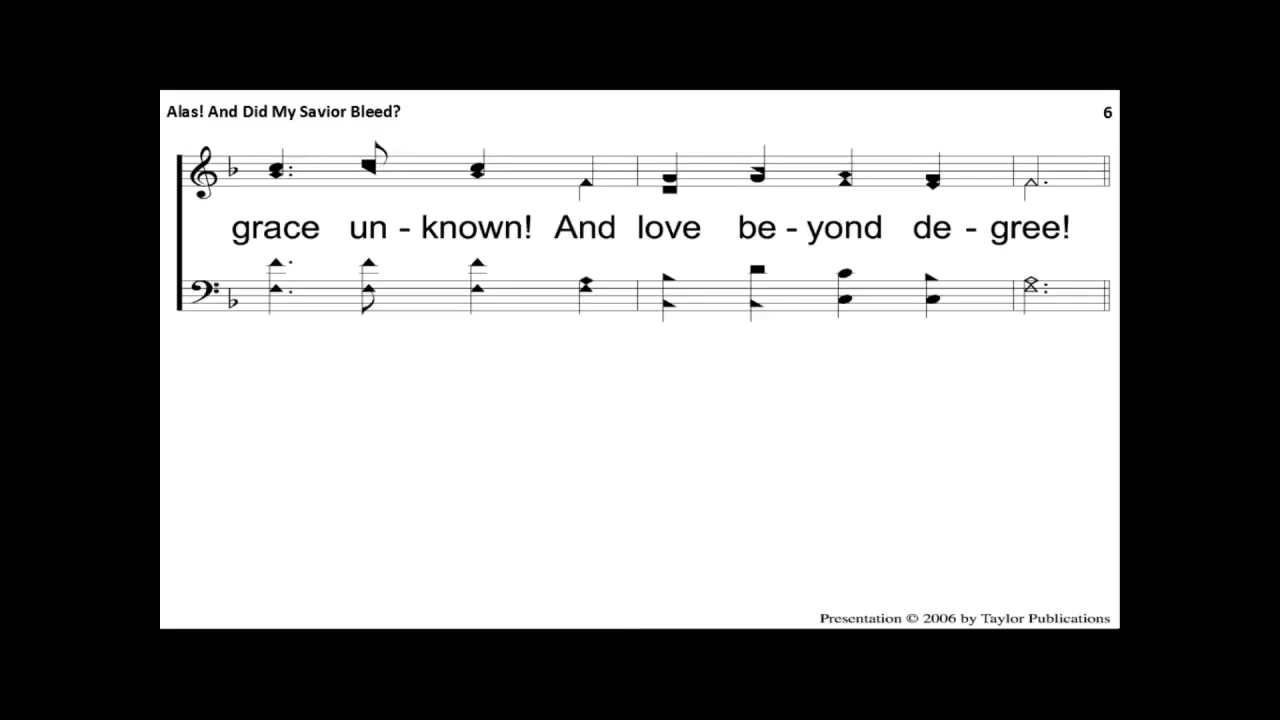 Alas! And Did My Savior Bleed? 6
grace un - known! And love be - yond de - gree!
Presentation © 2006 by Taylor Publications